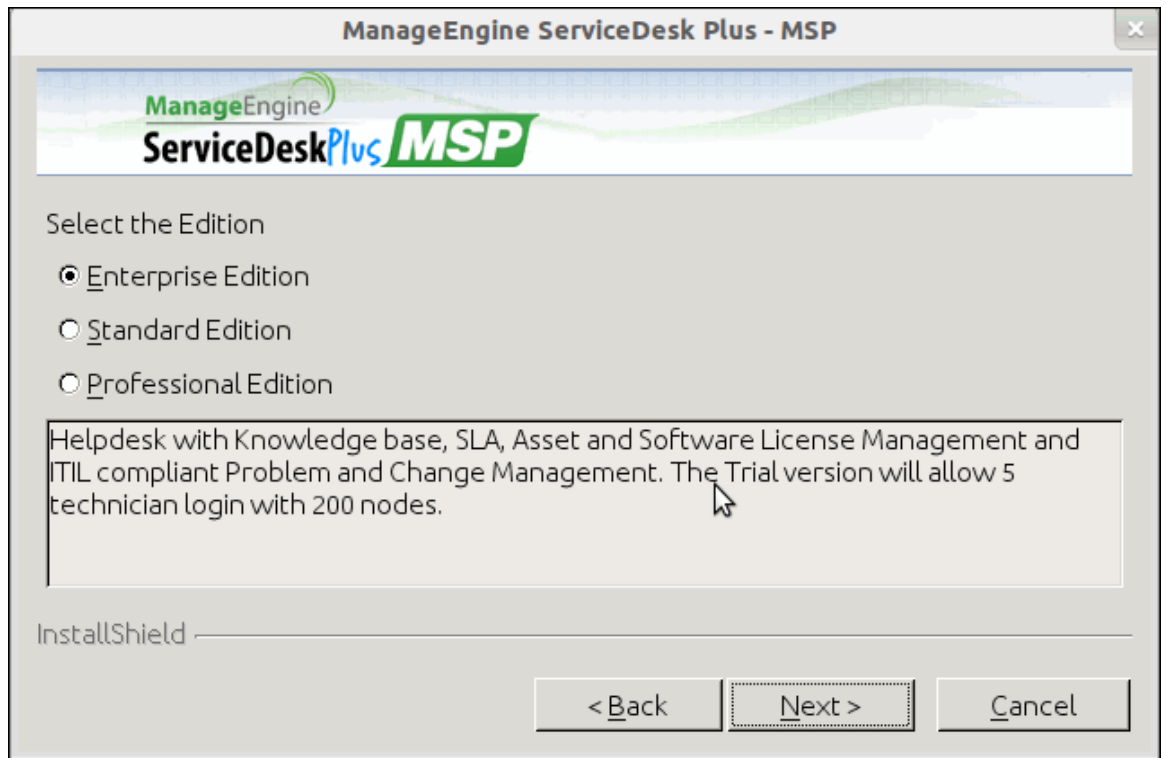 ManageEngine ServiceDesk Plus - MSP
ManageEngine
ServiceDeskPlus MSP
Select the Edition
Enterprise Edition
Standard Edition
Professional Edition
Helpdesk with Knowledge base, SLA, Asset and Software License Management and
ITIL compliant Problem and Change Management. The Trial version will allow 5
technician login with 200 nodes.
InstallShield
< Back
Next >
Cancel